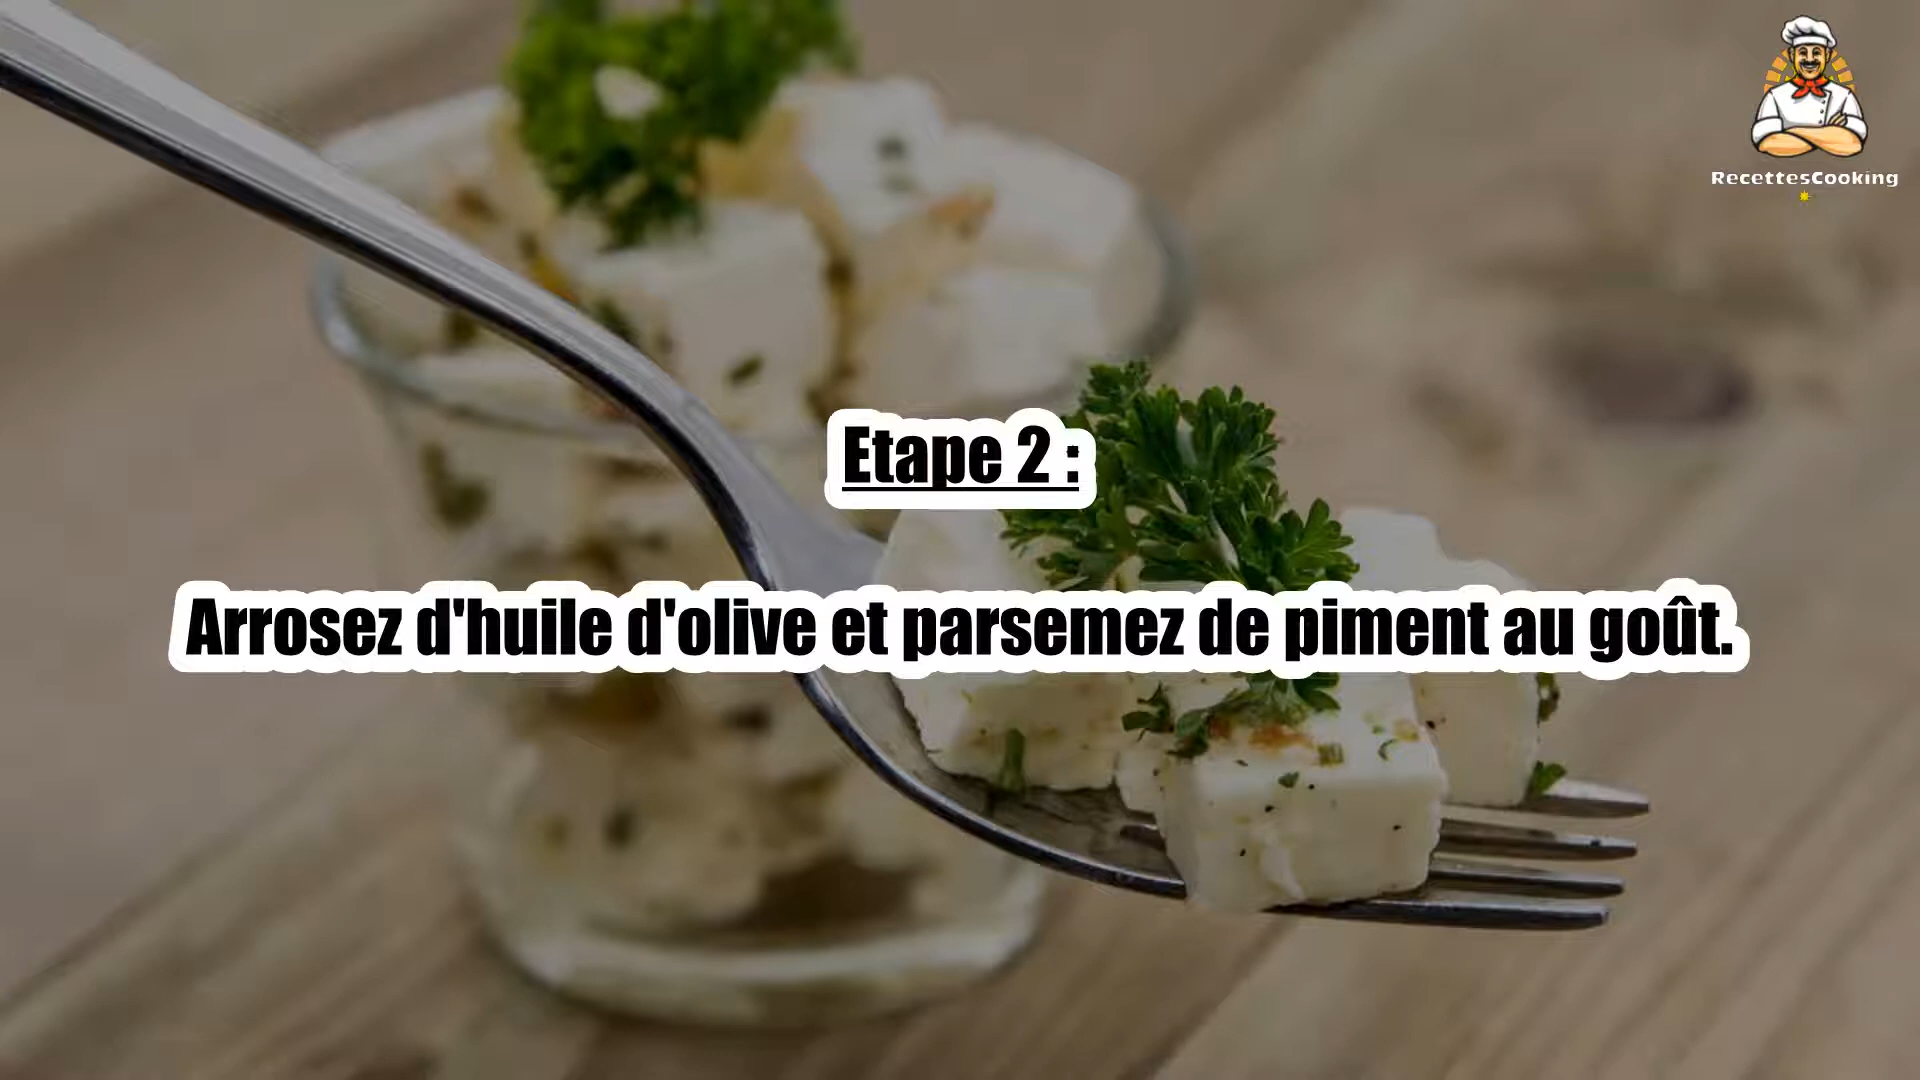 RecettesCooking
Etape 2 :
Arrosez d'huile d'olive et parsemez de piment au goût.